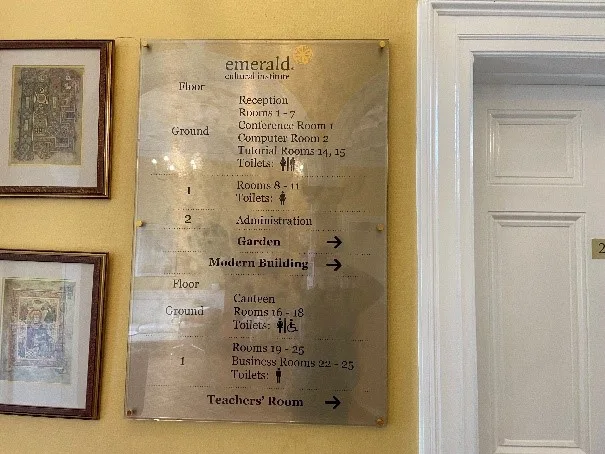 emerald.
cultural institute
Floor
Reception
Rooms 1 - 7
Ground Conference Room 1
Computer Room 2
Tutorial Rooms 14, 15
Toilets:
1 Rooms 8 - 11
Toilets:
2 Administration
Garden →
Modern Building →
Floor
Canteen
Ground Rooms 16 - 18
Toilets:
Rooms 19 - 25
1 Business Rooms 22 - 25
Toilets:
Teachers' Room →
2